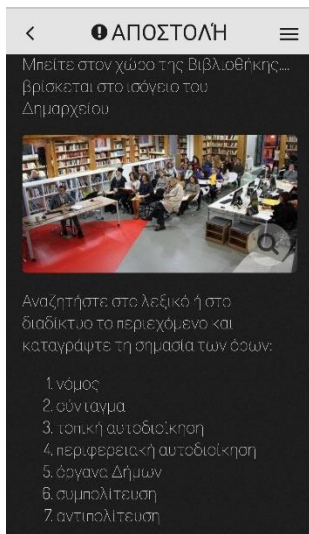 ΑΠΟΣΤΟΛΉ
Μπείτε στον χώρο της Βιβλιοθήκης....
βρίσκεται στο ισόγειο του
Δημαρχείου
Αναζητήστε στο λεξικό ή στο
διαδίκτυο το περιεχόμενο και
καταγράψτε τη σημασία των όρων:
1. νόμος
2. σύνταγμα
3. τοπική αυτοδιοίκηση
4. περιφερειακή αυτοδιοίκηση
5. όργανα Δήμων
6. συμπολίτευση
7. αντιπολίτευση